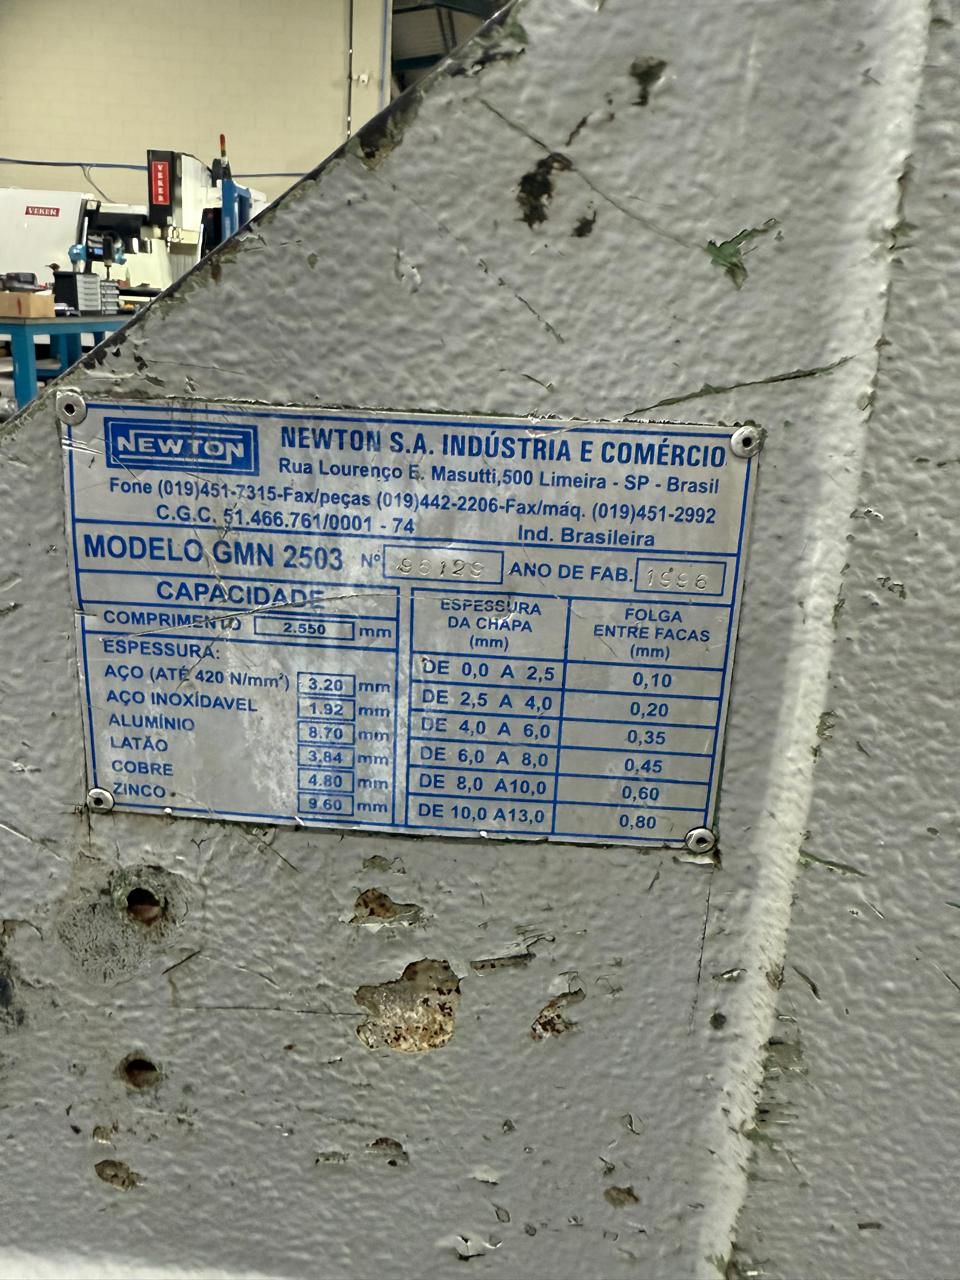 VEKER
VEKER
NEWTON
NEWTON S.A. INDÚSTRIA E COMÉRCIO
Rua Lourenço E. Masutti,500 Limeira - SP - Brasil
Fone (019)451-7315-Fax/peças (019)442-2206-Fax/máq. (019)451-2992
C.G.C. 51.466.761/0001 - 74 Ind. Brasileira
MODELO GMN 2503 Nº ANO DE FAB. 1996
CAPACIDADE
COMPRIMENTO 2.550 mm
ESPESSURA:
AÇO (ATÉ 420 N/mm²) 3.20 mm
AÇO INOXÍDAVEL 1.92 mm
ALUMÍNIO 8.70 mm
LATÃO 3,84 mm
COBRE 4.80 mm
ZINCO 9.60 mm
ESPESSURA DA CHAPA (mm)
FOLGA ENTRE FACAS (mm)
DE 0,0 A 2,5 0,10
DE 2,5 A 4,0 0,20
DE 4,0 A 6,0 0,35
DE 6,0 A 8,0 0,45
DE 8,0 A10,0 0,60
DE 10,0 A13,0 0,80